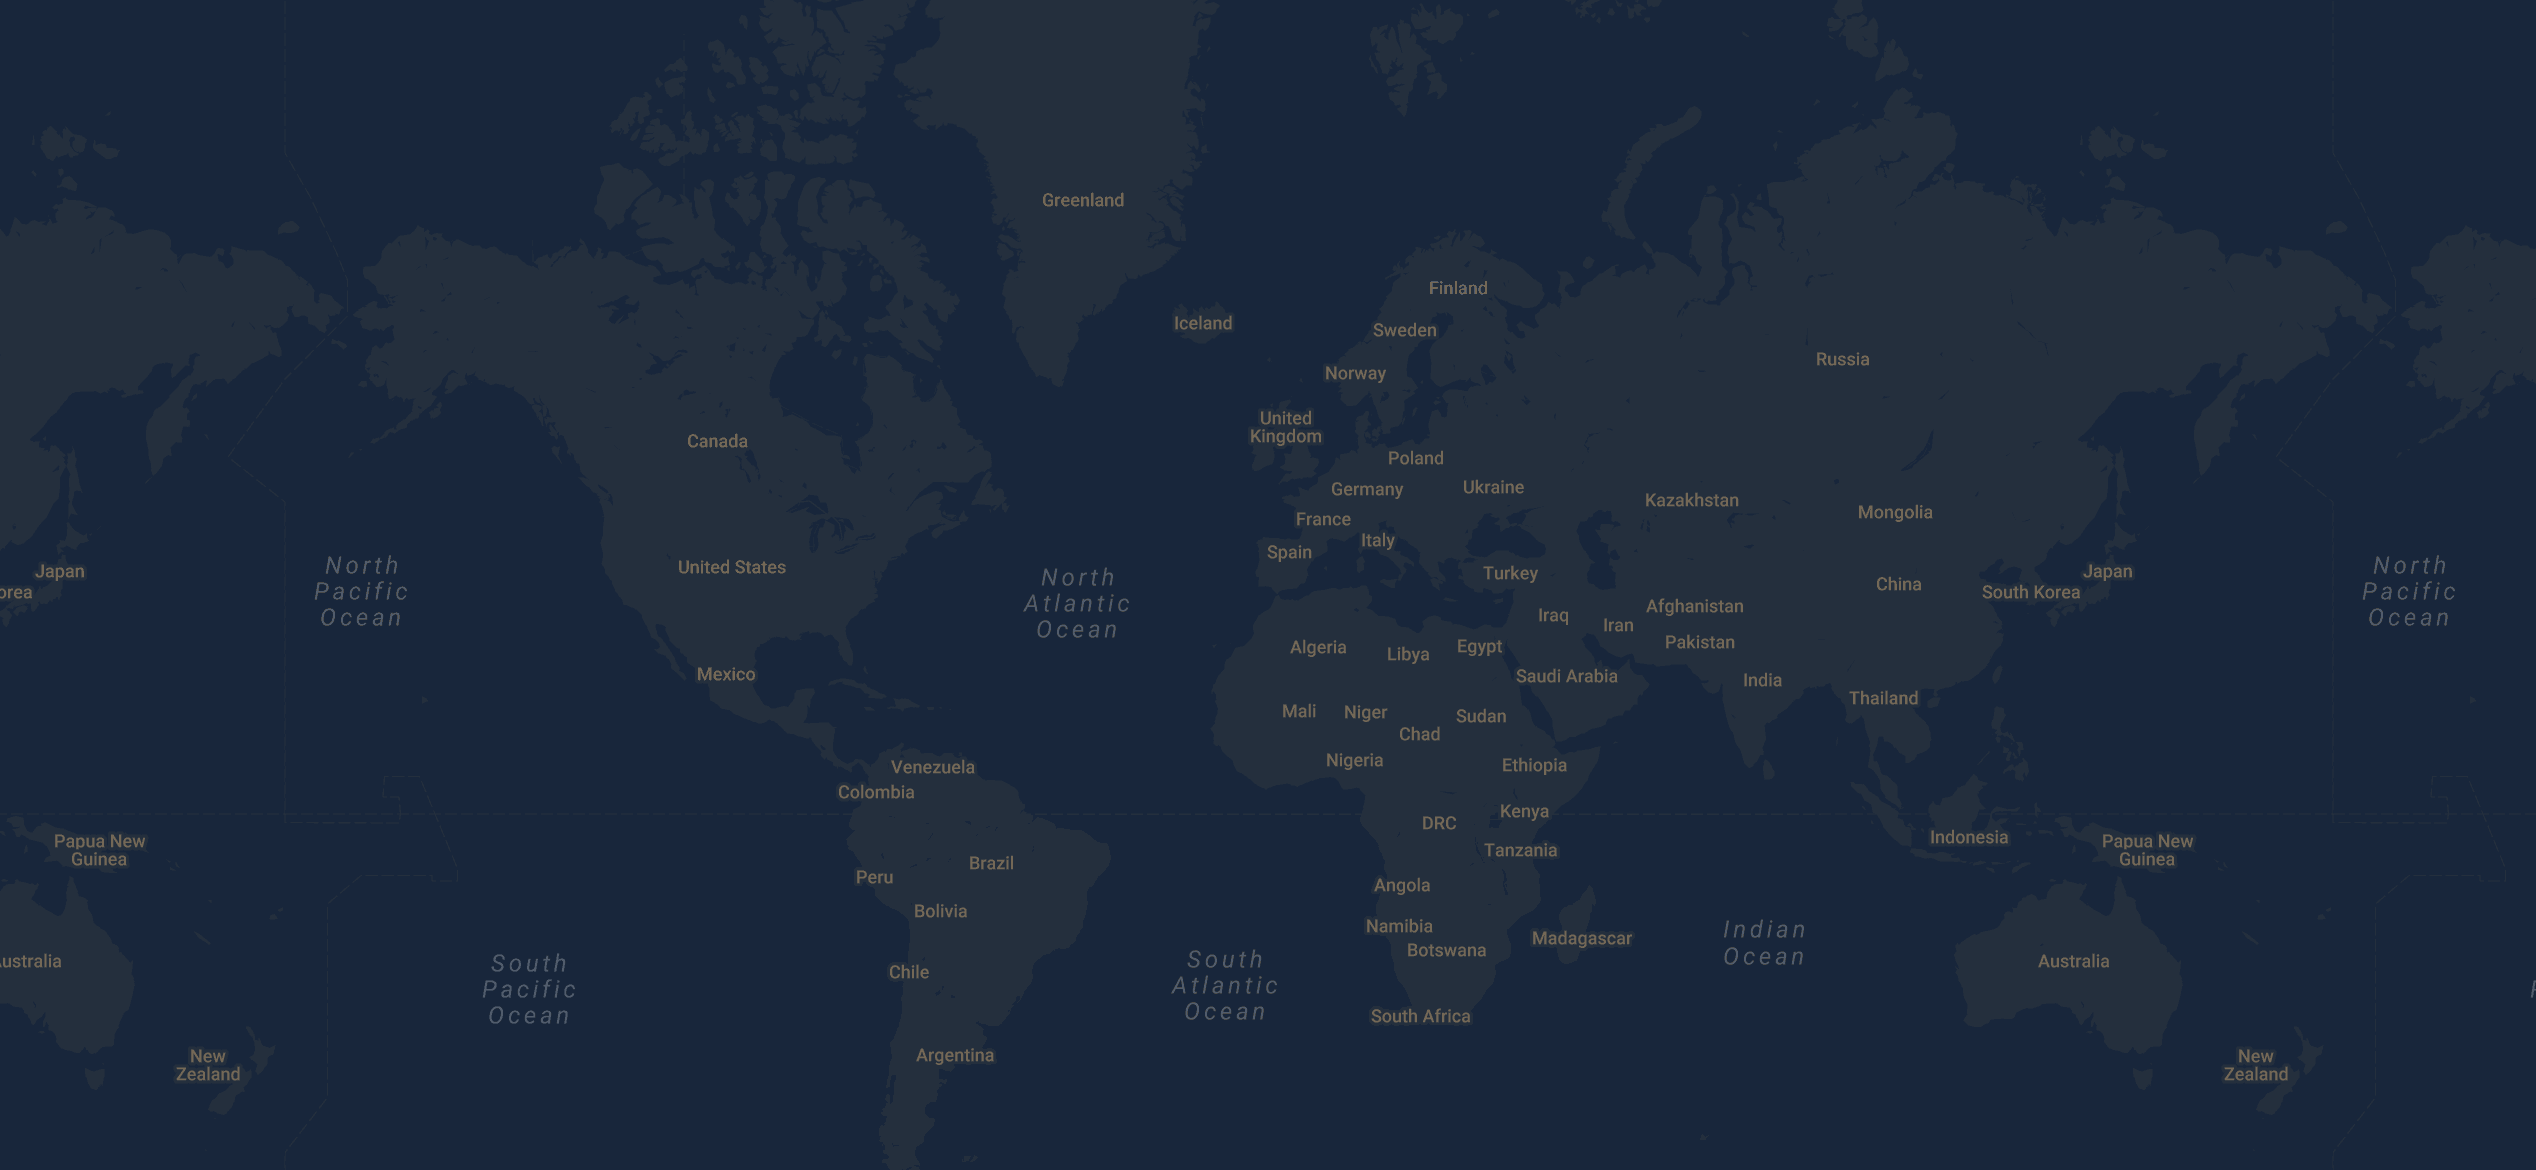 Greenland
Finland
Iceland
Sweden
Russia
Norway
United
Kingdom
Canada
Poland
Germany
Ukraine
Kazakhstan
Mongolia
France
Italy
Spain
North
Pacific
Ocean
Japan
orea
United States
North
Atlantic
Ocean
Turkey
China
South Korea
Japan
North
Pacific
Ocean
Afghanistan
Iraq
Iran
Pakistan
Algeria
Libya
Egypt
Saudi Arabia
India
Mexico
Thailand
Mali
Niger
Sudan
Chad
Nigeria
Ethiopia
Venezuela
Colombia
Kenya
DRC
Tanzania
Indonesia
Papua New
Guinea
Papua New
Guinea
Brazil
Peru
Bolivia
Angola
Namibia
Botswana
Madagascar
Indian
Ocean
ustralia
South
Pacific
Ocean
Chile
South
Atlantic
Ocean
Australia
South Africa
New
Zealand
Argentina
New
Zealand